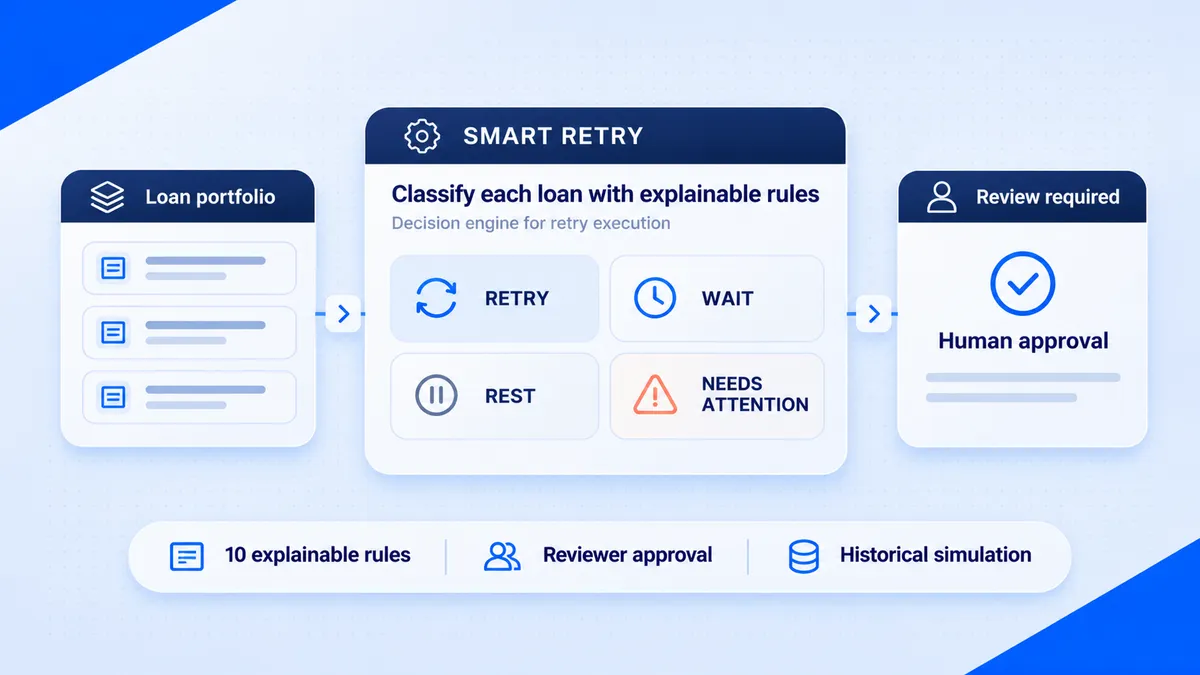 Loan portfolio
SMART RETRY
Classify each loan with explainable rules
Decision engine for retry execution
RETRY
WAIT
REST
NEEDS
ATTENTION
Review required
Human approval
10 explainable rules
Reviewer approval
Historical simulation